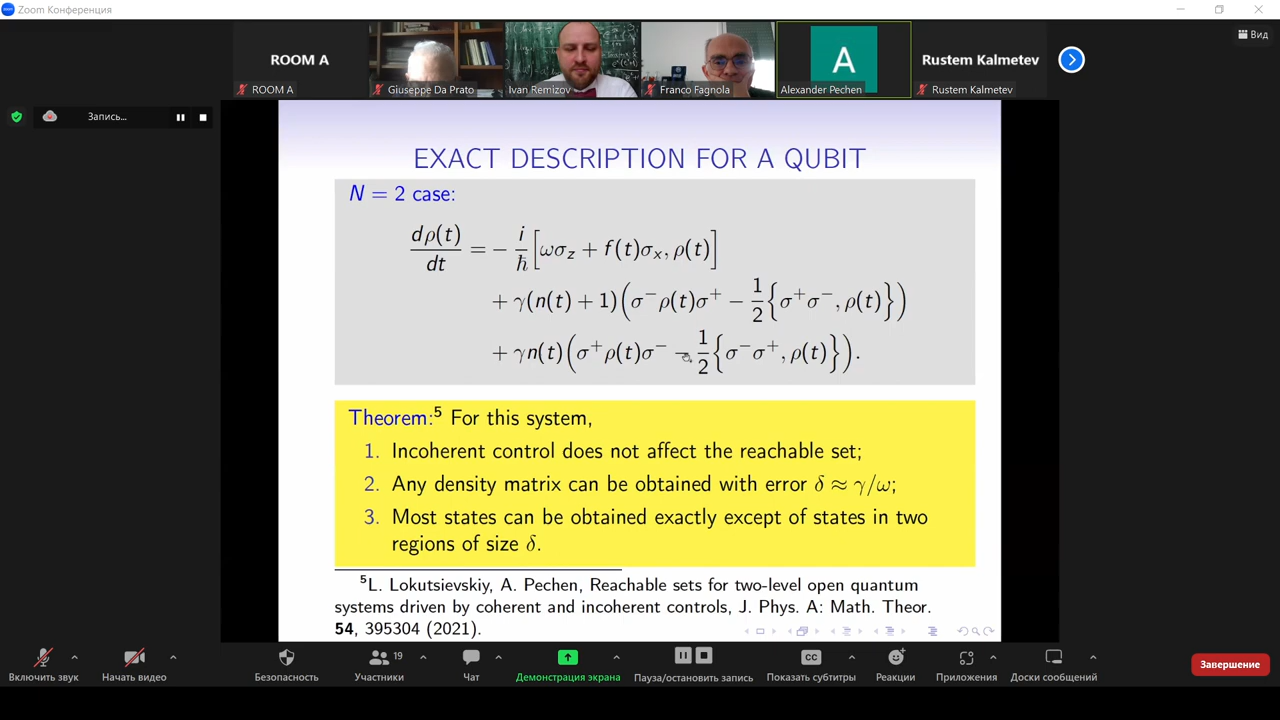 Zoom Конференция
Вид
ROOM A
Rustem Kalmetev
A
ROOM A
Giuseppe Da Prato
Ivan Remizov
Franco Fagnola
Alexander Pechen
Rustem Kalmetev
Запись...
EXACT DESCRIPTION FOR A QUBIT
N = 2 case:
dρ(t)/dt = − i/ħ [ωσ_z + f(t)σ_x, ρ(t)]
+ γ(n(t) + 1)(σ⁻ρ(t)σ⁺ − 1/2 {σ⁺σ⁻, ρ(t)})
+ γn(t)(σ⁺ρ(t)σ⁻ − 1/2 {σ⁻σ⁺, ρ(t)}).
Theorem:⁵ For this system,
1. Incoherent control does not affect the reachable set;
2. Any density matrix can be obtained with error δ ≈ γ/ω;
3. Most states can be obtained exactly except of states in two
regions of size δ.
⁵L. Lokutsievskiy, A. Pechen, Reachable sets for two-level open quantum
systems driven by coherent and incoherent controls, J. Phys. A: Math. Theor.
54, 395304 (2021).
Включить звук
Начать видео
Безопасность
19
Участники
Чат
Демонстрация экрана
Пауза/остановить запись
CC
Показать субтитры
Реакции
Приложения
Доски сообщений
Завершение